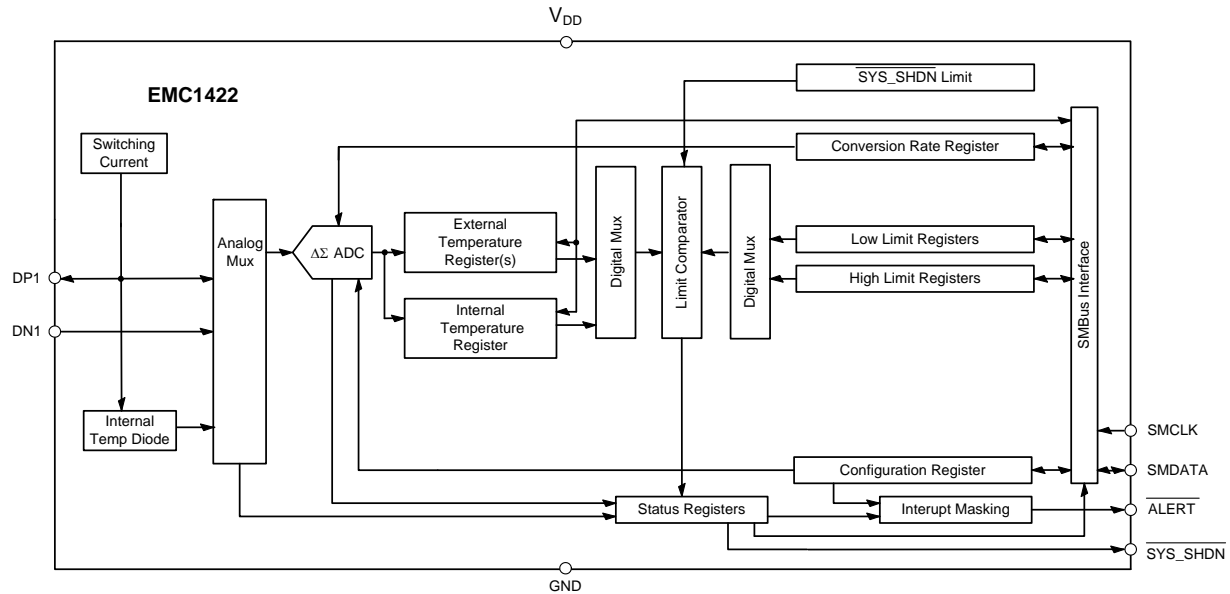 VDD
EMC1422
SYS_SHDN Limit
Switching
Current
Conversion Rate Register
Analog
Mux
ΔΣ ADC
External
Temperature
Register(s)
Digital Mux
Limit Comparator
Digital Mux
Low Limit Registers
High Limit Registers
SMBus Interface
DP1
DN1
Internal
Temperature
Register
Internal
Temp Diode
SMCLK
Configuration Register
SMDATA
Status Registers
Interupt Masking
ALERT
SYS_SHDN
GND